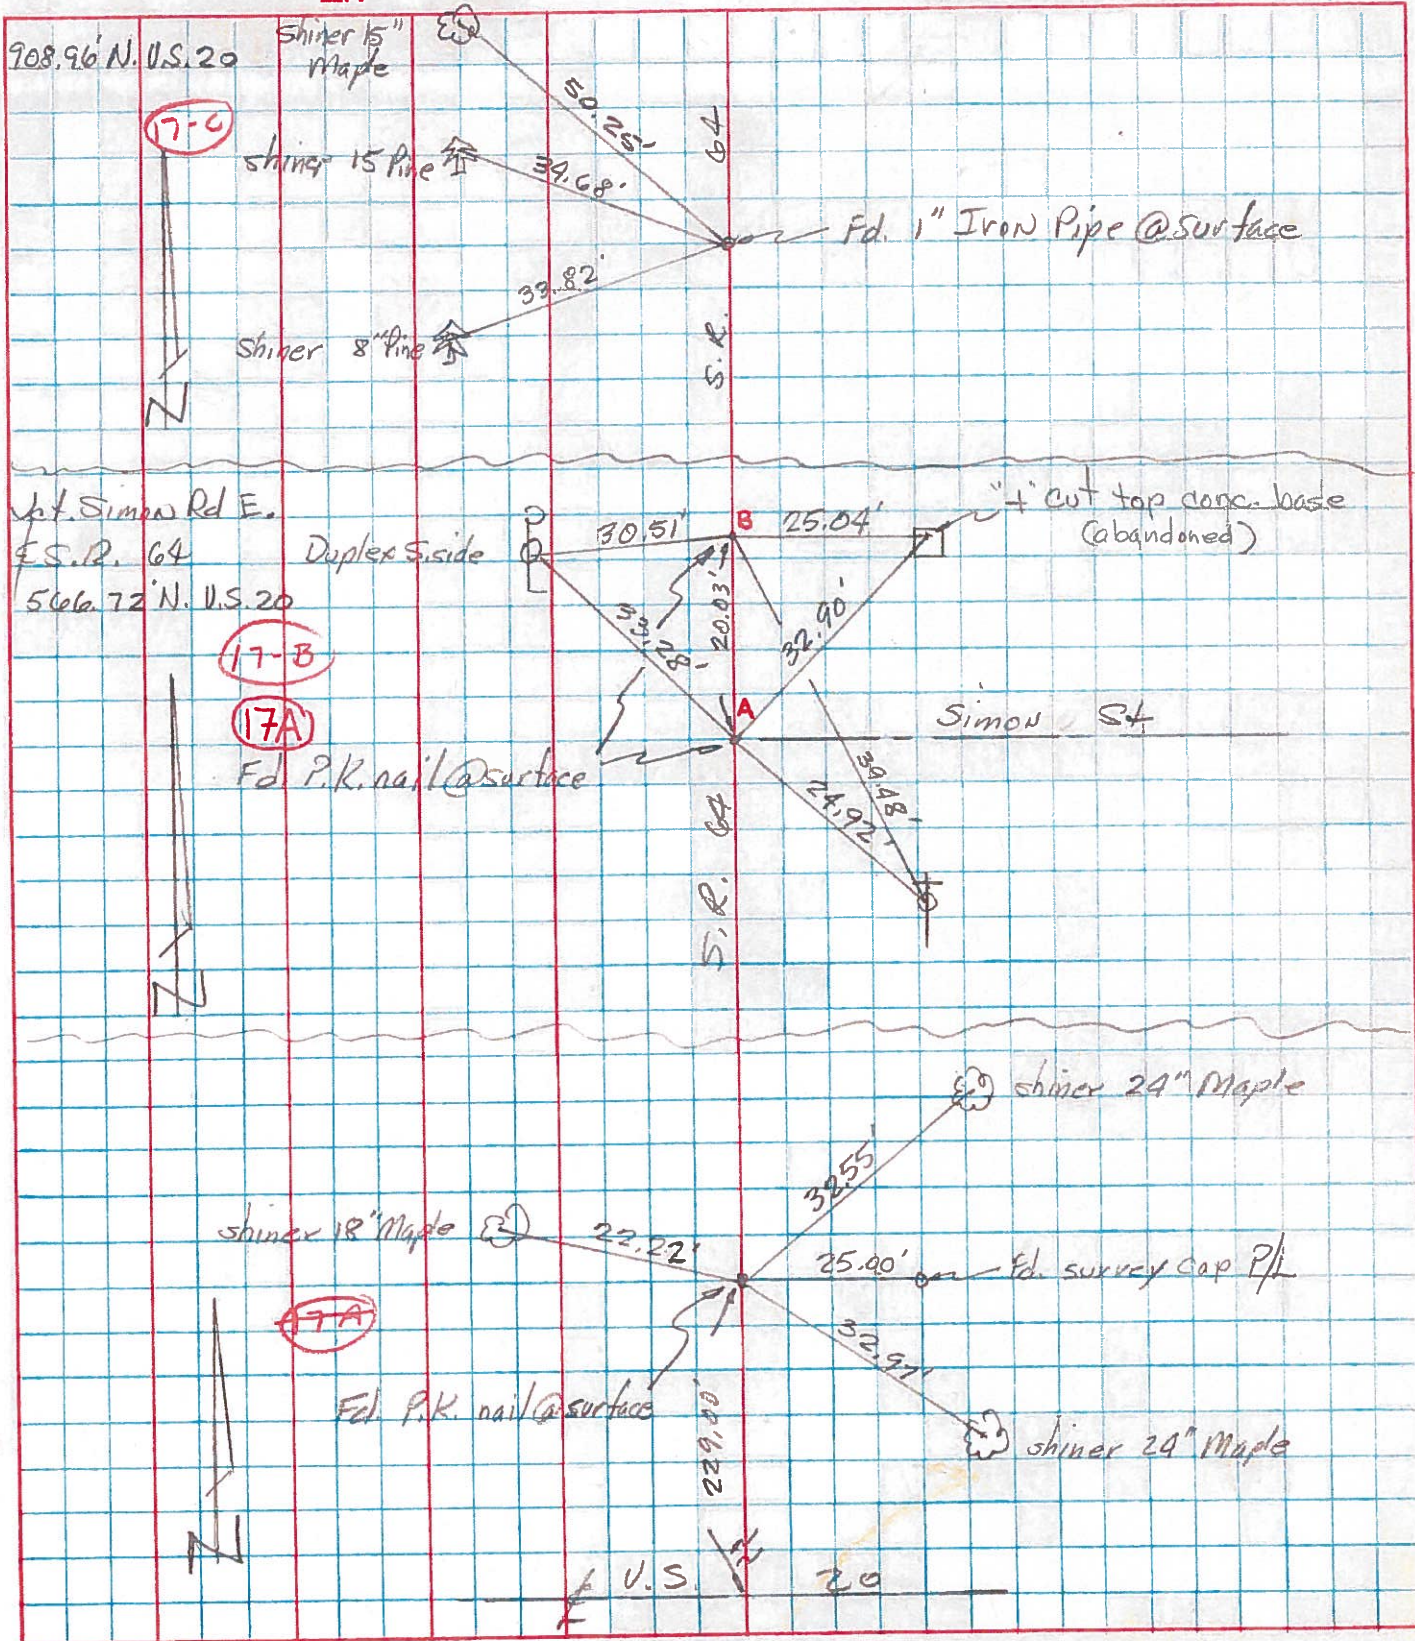 908.96' N. U.S. 20
Shiner 15"
Maple
50.25'
17-C
S.R. 64
shiner 15 Pine
34.68'
Fd. 1" Iron Pipe @ surface
33.82'
Shiner 8" Pine
N
Jct. Simon Rd E.
℄ S.R. 64
566.72' N. U.S. 20
Duplex S. side
30.51'
B
25.04'
"+" cut top conc. base
(abandoned)
20.03'
33.28'
32.90'
17-B
17A
A
Simon St
Fd. P.K. nail @ surface
39.48'
24.92'
S.R. 64
N
shiner 24" Maple
32.55'
shiner 18" Maple
22.22'
25.00'
Fd. survey cap P/L
17A
32.97'
Fd. P.K. nail @ surface
229.00'
shiner 24" Maple
N
℄ U.S. 20